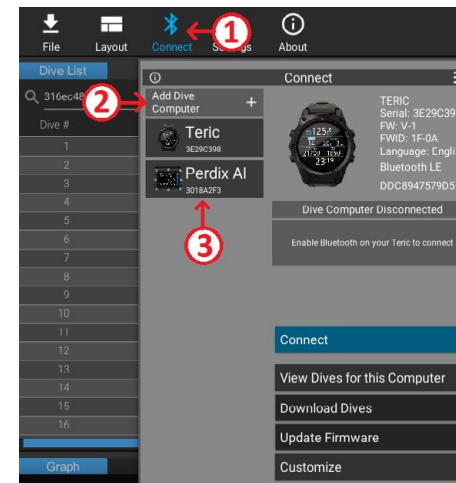 File
Layout
Connect
1
About
Dive List
2
Dive #
1
2
3
4
5
6
7
8
9
10
11
12
13
14
15
16
Graph
Connect
Add Dive
Computer
+
Teric
3E29C398
Perdix AI
3018A2F3
3
TERIC
Serial: 3E29C39
FW: V-1
FWID: 1F-0A
Language: Engli
Bluetooth LE
DDC8947579D5
Dive Computer Disconnected
Enable Bluetooth on your Teric to connect
Connect
View Dives for this Computer
Download Dives
Update Firmware
Customize